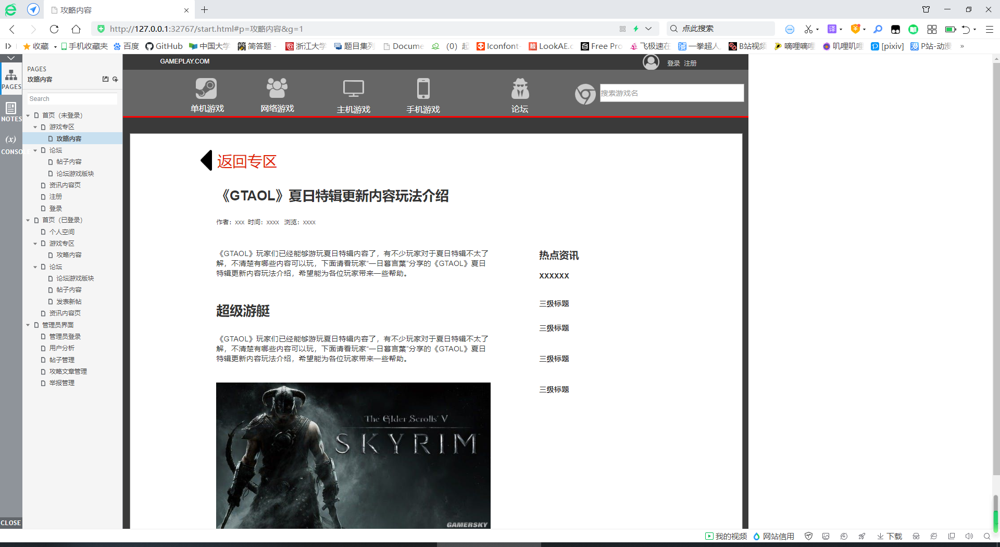 攻略内容
http://127.0.0.1:32767/start.html#p=攻略内容&g=1
点此搜索
译
收藏
手机收藏夹
百度
GitHub
中国大学
简答题 -
浙江大学
题目集列
Docume
(0) 起
Iconfont-
LookAE.c
Free Pro
飞极速在
一拳超人
B站视频
嘀哩嘀哩
叽哩叽哩
[pixiv]
P站-动漫
»
PAGES
NOTES
(x)
CONSOLE
CLOSE
PAGES
攻略内容
Search
首页（未登录）
游戏专区
攻略内容
论坛
帖子内容
论坛游戏版块
资讯内容页
注册
登录
首页（已登录）
个人空间
游戏专区
攻略内容
论坛
论坛游戏版块
帖子内容
发表新帖
资讯内容页
管理员界面
管理员登录
用户分析
帖子管理
攻略文章管理
举报管理
GAMEPLAY.COM
登录 注册
单机游戏
网络游戏
主机游戏
手机游戏
论坛
搜索游戏名
返回专区
《GTAOL》夏日特辑更新内容玩法介绍
作者：xxx 时间：xxxx 浏览：xxxx
《GTAOL》玩家们已经能够游玩夏日特辑内容了，有不少玩家对于夏日特辑不太了
解，不清楚有哪些内容可以玩，下面请看玩家“一日暮言葉”分享的《GTAOL》夏日
特辑更新内容玩法介绍，希望能为各位玩家带来一些帮助。
超级游艇
《GTAOL》玩家们已经能够游玩夏日特辑内容了，有不少玩家对于夏日特辑不太了
解，不清楚有哪些内容可以玩，下面请看玩家“一日暮言葉”分享的《GTAOL》夏日
特辑更新内容玩法介绍，希望能为各位玩家带来一些帮助。
The Elder Scrolls V
SKYRIM
GAMERSKY
热点资讯
XXXXXX
三级标题
三级标题
三级标题
三级标题
我的视频
网站信用
下载